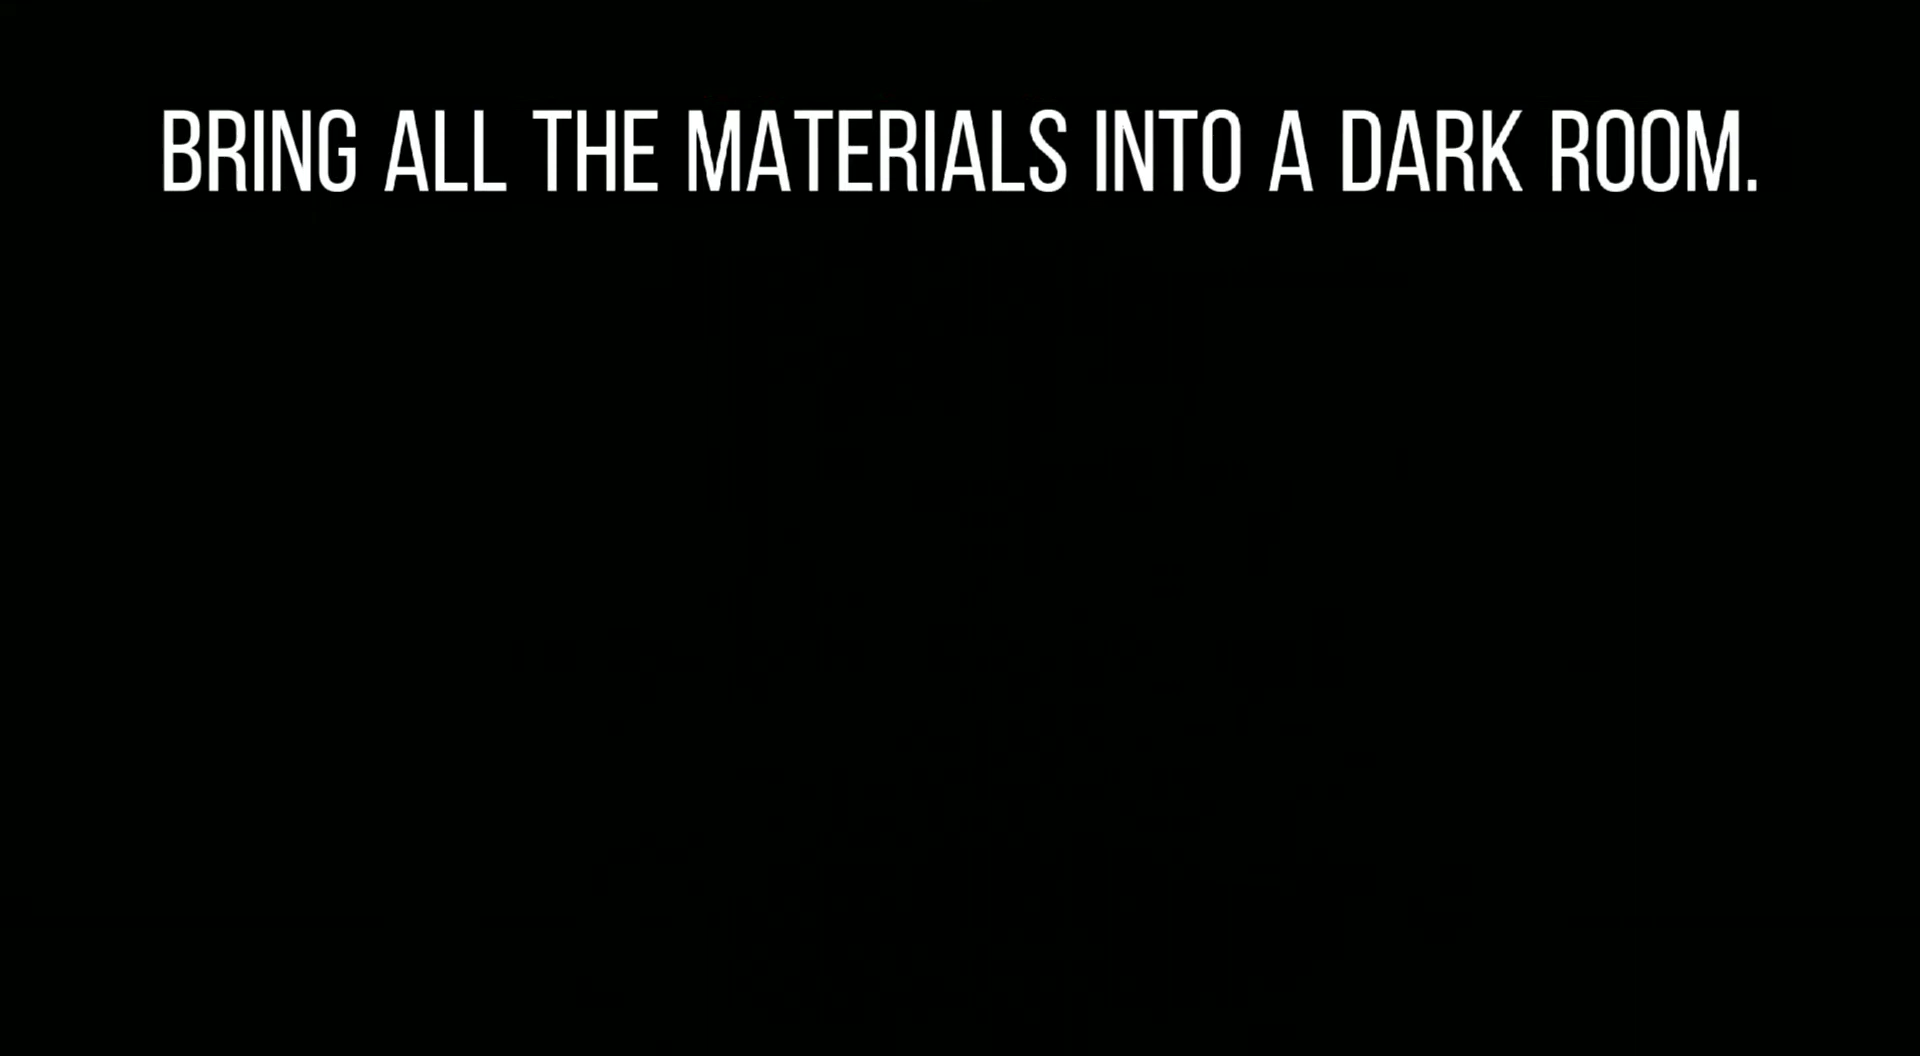 BRING ALL THE MATERIALS INTO A DARK ROOM.